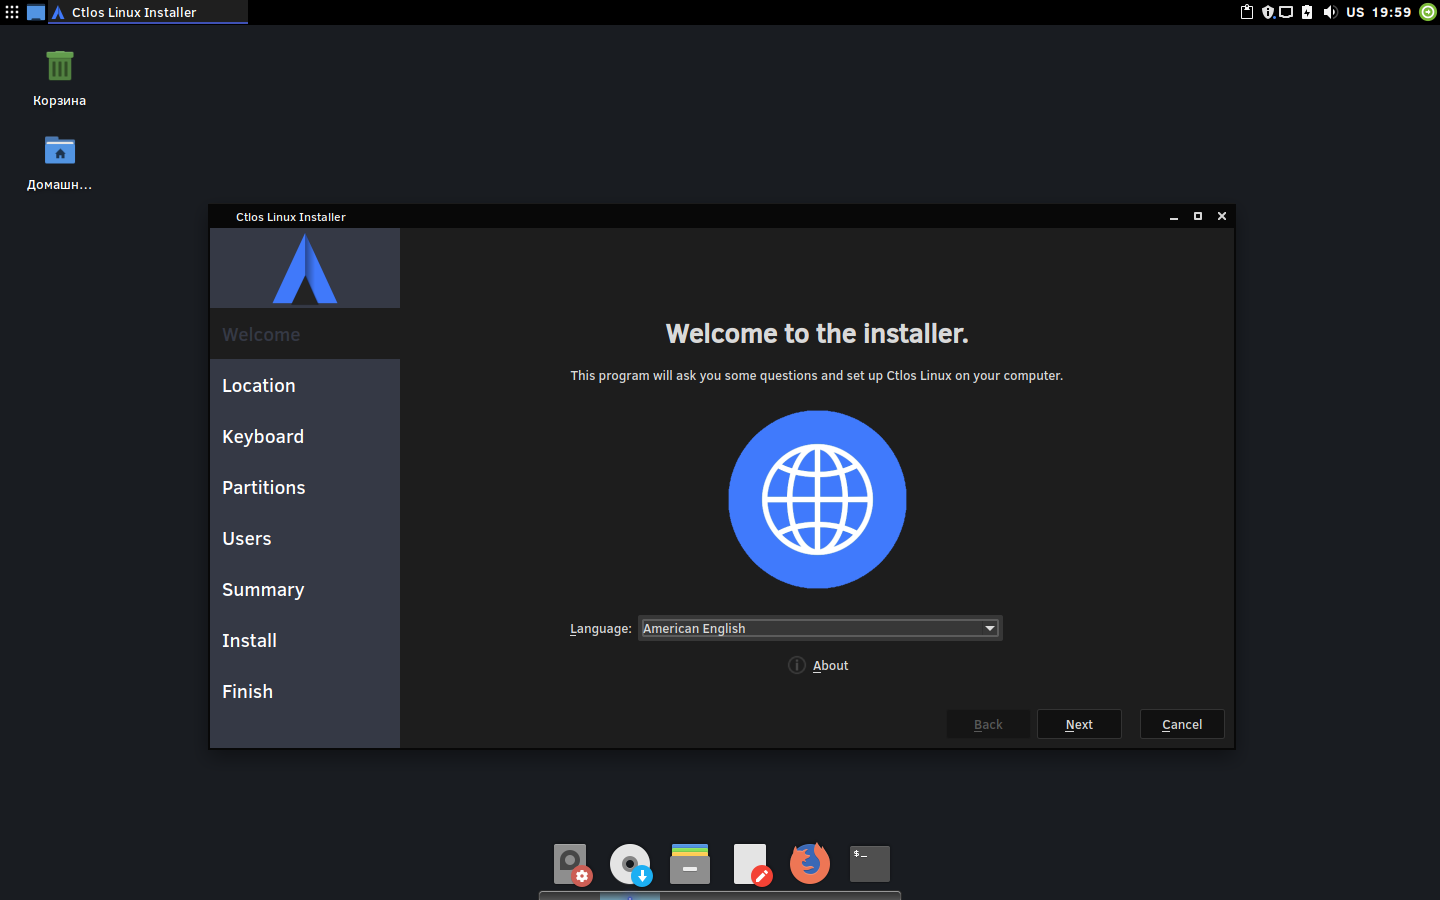 Ctlos Linux Installer
US 19:59
Корзина
Домашн...
Ctlos Linux Installer
Welcome
Location
Keyboard
Partitions
Users
Summary
Install
Finish
Welcome to the installer.
This program will ask you some questions and set up Ctlos Linux on your computer.
Language: American English
About
Back Next Cancel
$_